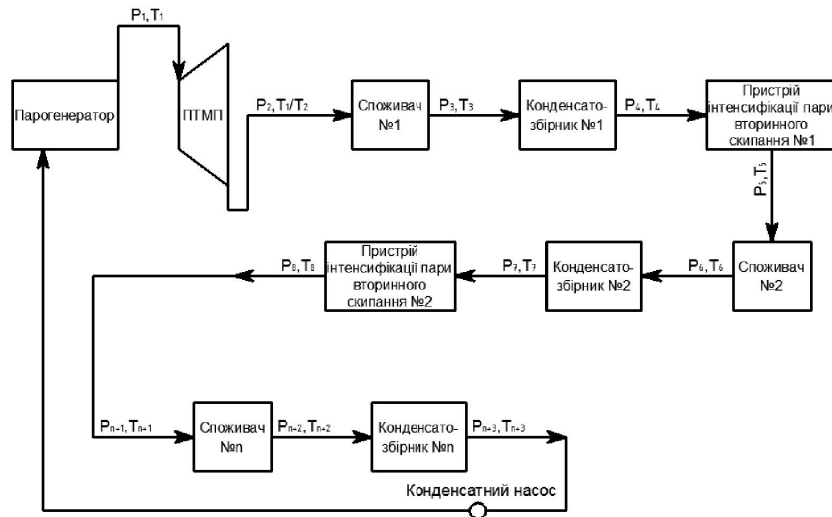 P₁,T₁
Парогенератор
ПТМП
P₂,T₁/T₂
Споживач
№1
P₃,T₃
Конденсато-
збірник №1
P₄,T₄
Пристрій
інтенсифікації пари
вторинного
скипання №1
P₅,T₅
Пристрій
інтенсифікації пари
вторинного
скипання №2
P₈,T₈
P₇,T₇
Конденсато-
збірник №2
P₆,T₆
Споживач
№2
Pₙ₊₁,Tₙ₊₁
Споживач
№n
Pₙ₊₂,Tₙ₊₂
Конденсато-
збірник №n
Pₙ₊₃,Tₙ₊₃
Конденсатний насос